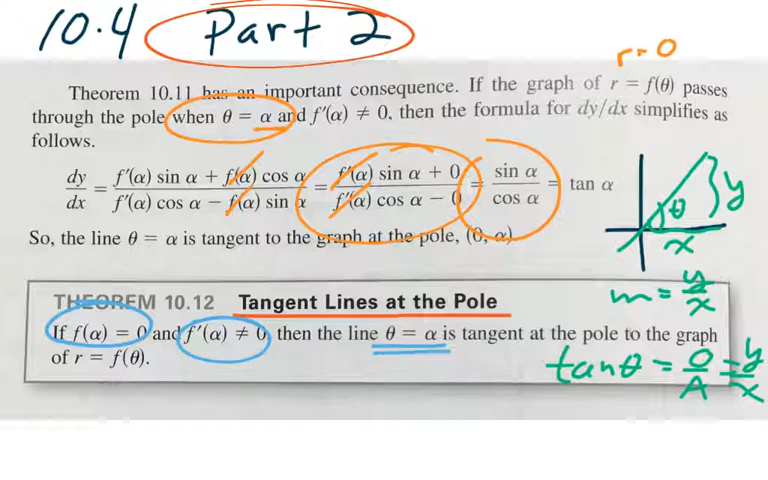 10.4 Part 2
r=0
Theorem 10.11 has an important consequence. If the graph of r = f(θ) passes
through the pole when θ = α and f′(α) ≠ 0, then the formula for dy/dx simplifies as
follows.
dy/dx = (f′(α) sin α + f(α) cos α)/(f′(α) cos α − f(α) sin α) = (f′(α) sin α + 0)/(f′(α) cos α − 0) = sin α/cos α = tan α
y
θ
x
So, the line θ = α is tangent to the graph at the pole, (0, α).
m = y/x
THEOREM 10.12 Tangent Lines at the Pole
If f(α) = 0 and f′(α) ≠ 0, then the line θ = α is tangent at the pole to the graph
of r = f(θ).
tanθ = O/A = y/x